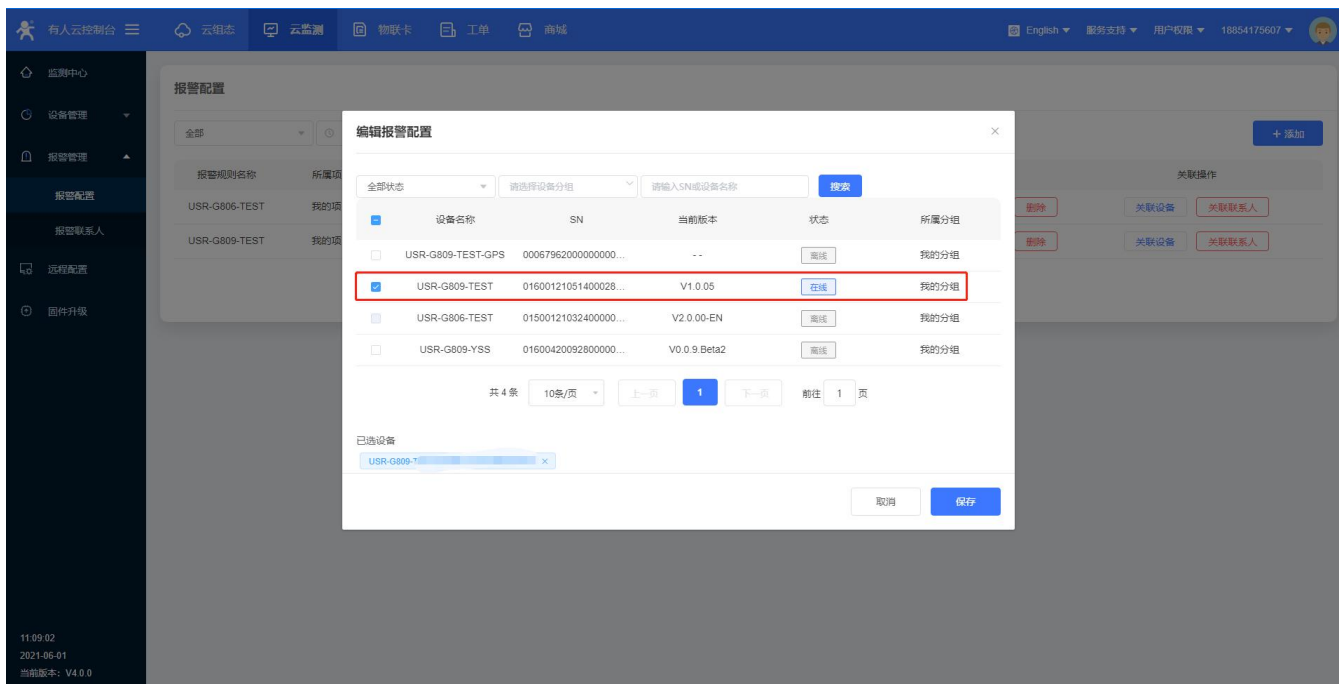 有人云控制台 云组态 云监测 物联卡 工单 商城 English 服务支持 用户权限 18854175607
监测中心
设备管理
报警管理
报警配置
报警联系人
远程配置
固件升级
11:09:02
2021-06-01
当前版本：V4.0.0
报警配置
全部 +添加
报警规则名称 所属项 关联操作
USR-G806-TEST 我的项 删除 关联设备 关联联系人
USR-G809-TEST 我的项 删除 关联设备 关联联系人
编辑报警配置
全部状态 请选择设备分组 请输入SN或设备名称 搜索
设备名称 SN 当前版本 状态 所属分组
USR-G809-TEST-GPS 00067962000000000... -- 离线 我的分组
USR-G809-TEST 01600121051400028... V1.0.05 在线 我的分组
USR-G806-TEST 01500121032400000... V2.0.00-EN 离线 我的分组
USR-G809-YSS 01600420092800000... V0.0.9.Beta2 离线 我的分组
共 4 条 10条/页 上一页 1 下一页 前往 1 页
已选设备
USR-G809-T
取消 保存